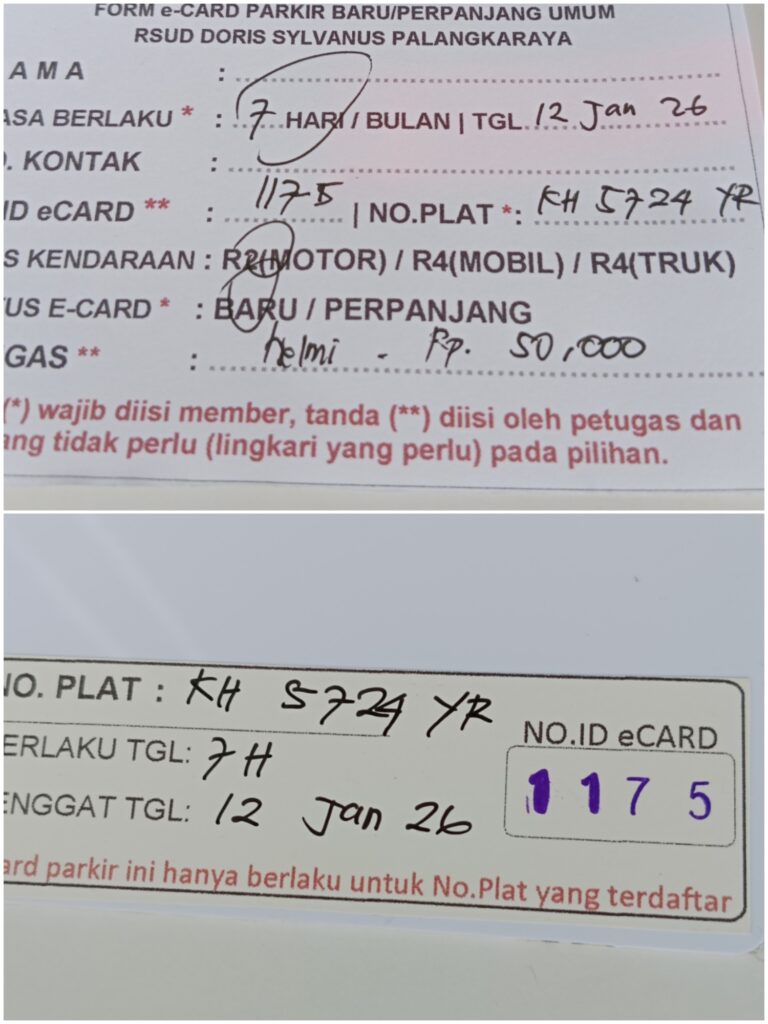 FORM e-CARD PARKIR BARU/PERPANJANG UMUM
RSUD DORIS SYLVANUS PALANGKARAYA
AMA :
ASA BERLAKU * : 7 HARI / BULAN | TGL 12 Jan 26
. KONTAK :
ID eCARD ** : 1175 | NO.PLAT *: KH 5724 YR
S KENDARAAN : R2(MOTOR) / R4(MOBIL) / R4(TRUK)
US E-CARD * : BARU / PERPANJANG
GAS ** : helmi - Rp. 50,000
(*) wajib diisi member, tanda (**) diisi oleh petugas dan
ang tidak perlu (lingkari yang perlu) pada pilihan.
NO. PLAT : KH 5724 YR
ERLAKU TGL: 7 H
ENGGAT TGL: 12 Jan 26
NO.ID eCARD
1175
ard parkir ini hanya berlaku untuk No.Plat yang terdaftar